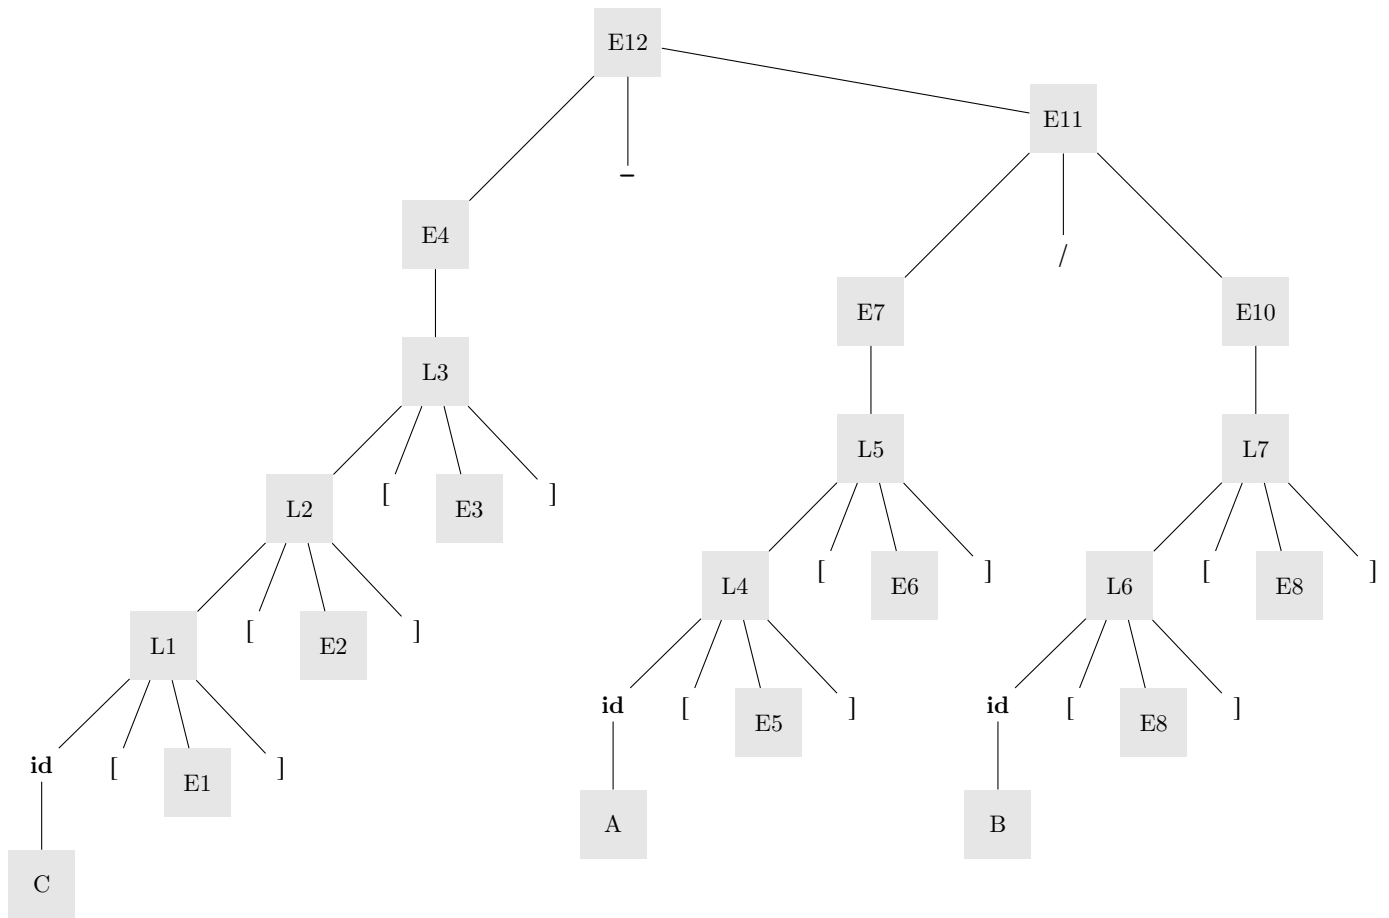 E12
E11
–
E4
/
E7
E10
L3
L5
L7
L2
[
E3
]
L4
[
E6
]
L6
[
E8
]
L1
[
E2
]
id
[
E5
]
id
[
E8
]
id
[
E1
]
A
B
C